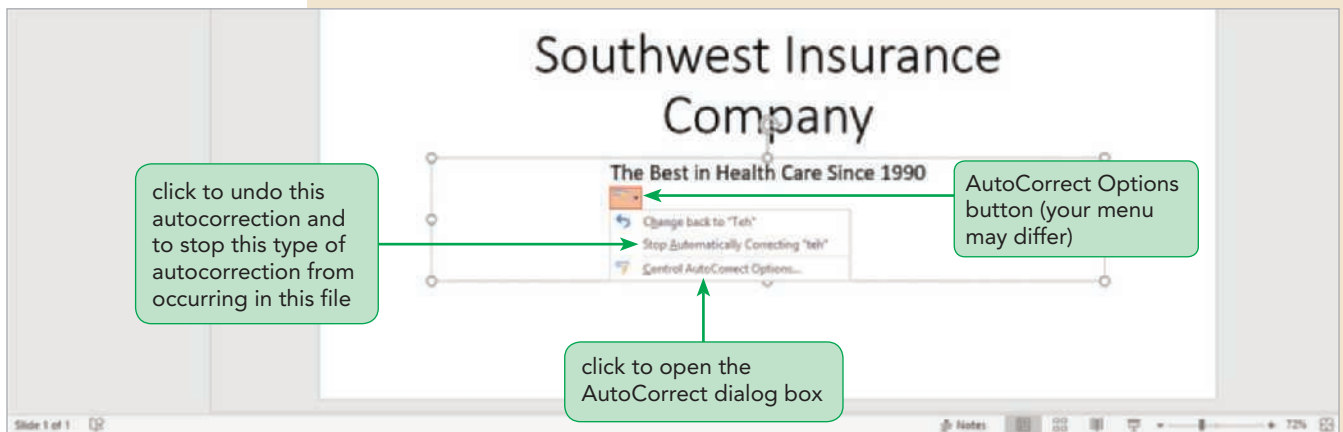 Southwest Insurance
Company
The Best in Health Care Since 1990
click to undo this
autocorrection and
to stop this type of
autocorrection from
occurring in this file
AutoCorrect Options
button (your menu
may differ)
Change back to "Teh"
Stop Automatically Correcting "teh"
Control AutoCorrect Options...
click to open the
AutoCorrect dialog box
Slide 1 of 1
Notes
72%